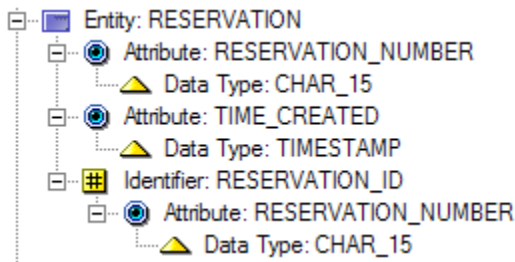 Entity: RESERVATION
Attribute: RESERVATION_NUMBER
Data Type: CHAR_15
Attribute: TIME_CREATED
Data Type: TIMESTAMP
Identifier: RESERVATION_ID
Attribute: RESERVATION_NUMBER
Data Type: CHAR_15